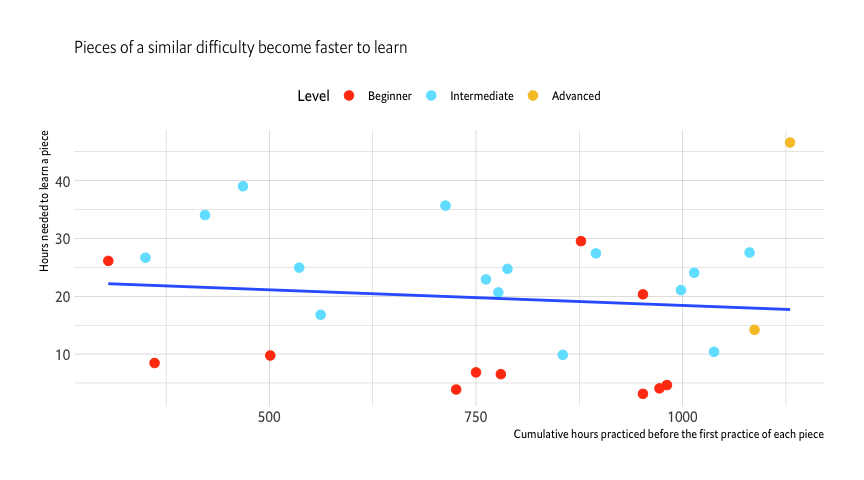 Pieces of a similar difficulty become faster to learn
Level Beginner Intermediate Advanced
Hours needed to learn a piece
40
30
20
10
500 750 1000
Cumulative hours practiced before the first practice of each piece